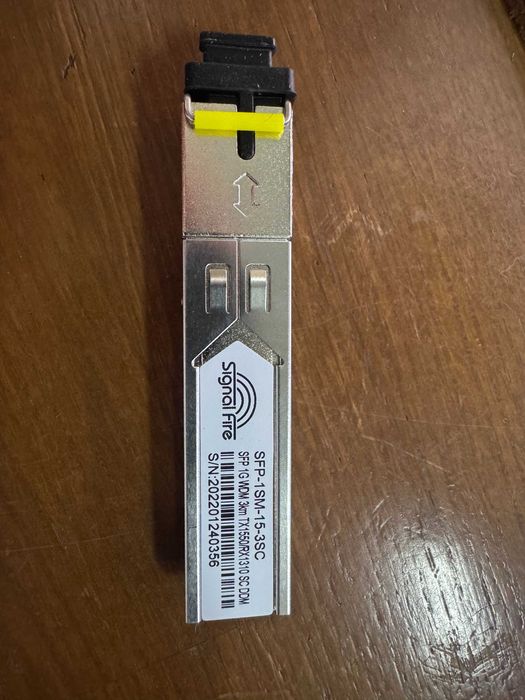 Signal Fire
SFP-1SM-15-3SC
SFP 1G WDM 3km TX1550/RX1310 SC DDM
S/N:202201240356